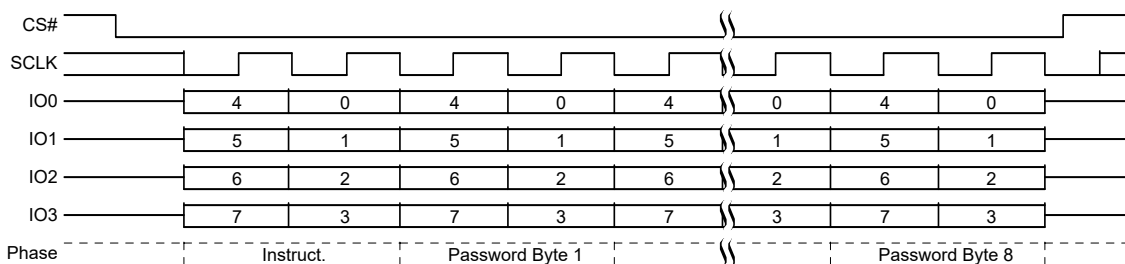 CS#
SCLK
IO0 4 0 4 0 4 0 4 0
IO1 5 1 5 1 5 1 5 1
IO2 6 2 6 2 6 2 6 2
IO3 7 3 7 3 7 3 7 3
Phase Instruct. Password Byte 1 Password Byte 8